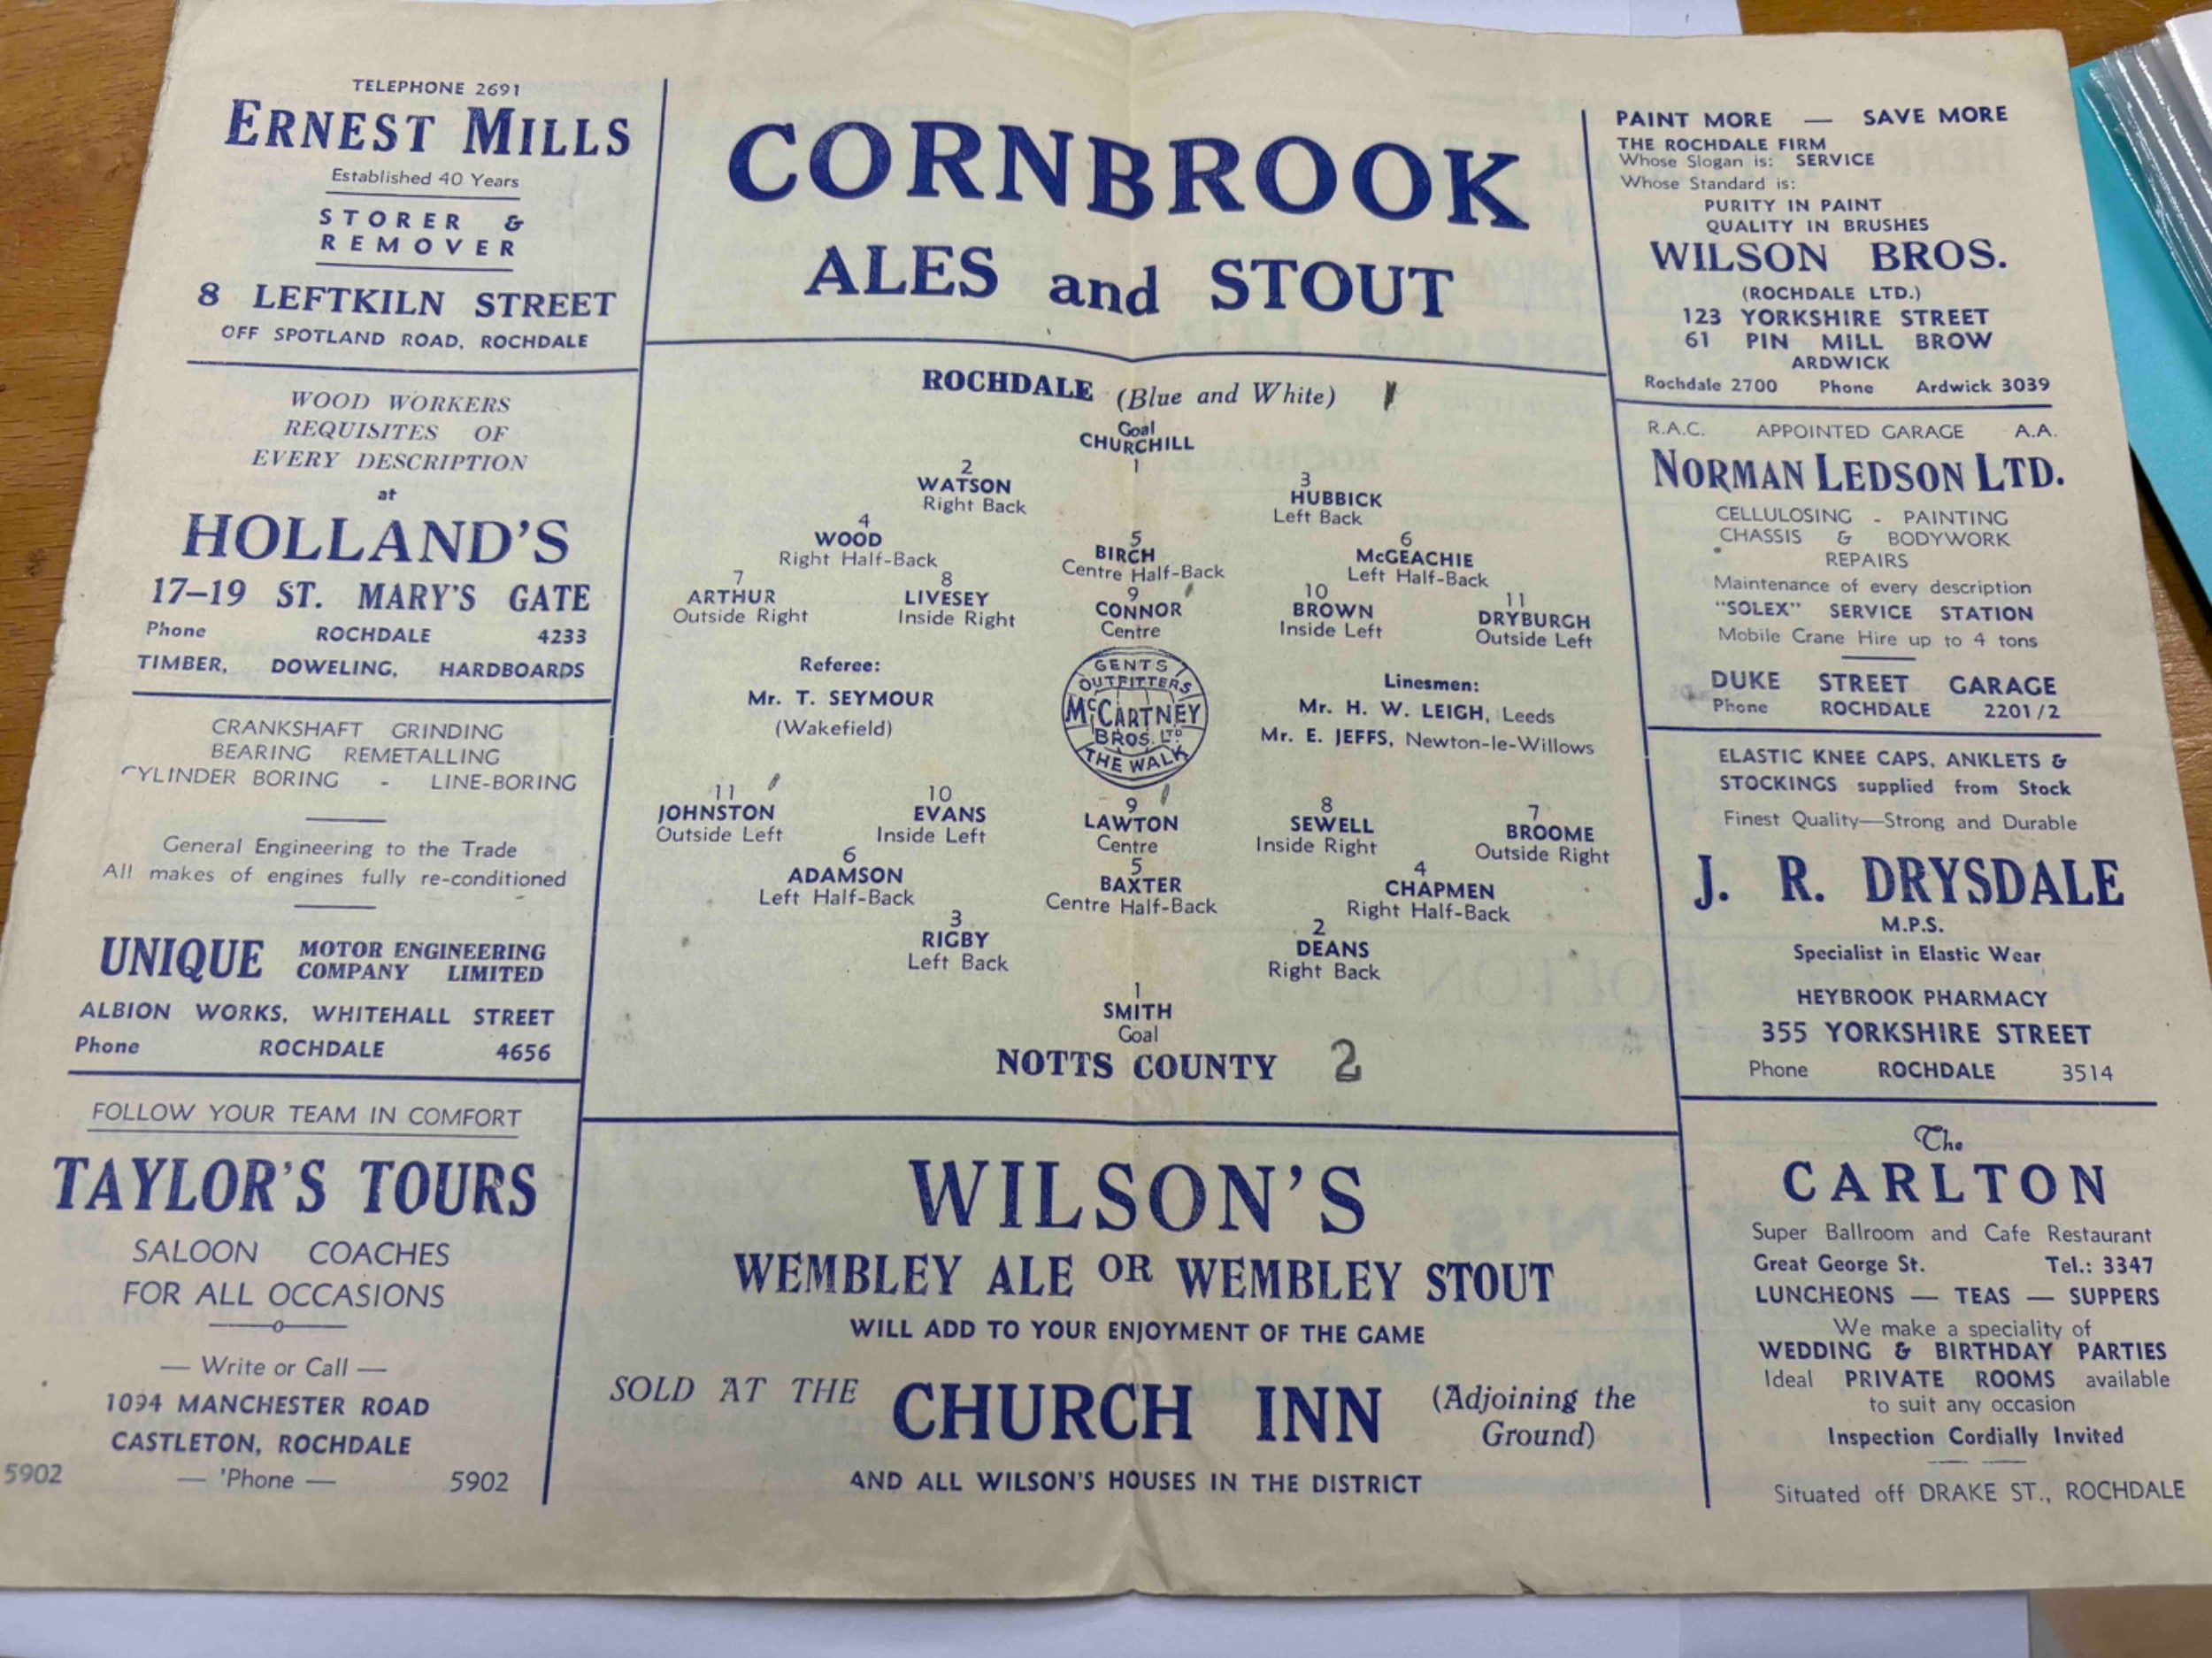 TELEPHONE 2691
ERNEST MILLS
Established 40 Years
STORER &
REMOVER
8 LEFTKILN STREET
OFF SPOTLAND ROAD, ROCHDALE
WOOD WORKERS
REQUISITES OF
EVERY DESCRIPTION
at
HOLLAND'S
17–19 ST. MARY'S GATE
Phone ROCHDALE 4233
TIMBER, DOWELING, HARDBOARDS
CRANKSHAFT GRINDING
BEARING REMETALLING
CYLINDER BORING - LINE-BORING
General Engineering to the Trade
All makes of engines fully re-conditioned
UNIQUE MOTOR ENGINEERING
COMPANY LIMITED
ALBION WORKS, WHITEHALL STREET
Phone ROCHDALE 4656
FOLLOW YOUR TEAM IN COMFORT
TAYLOR'S TOURS
SALOON COACHES
FOR ALL OCCASIONS
— Write or Call —
1094 MANCHESTER ROAD
CASTLETON, ROCHDALE
5902 — 'Phone — 5902
CORNBROOK
ALES and STOUT
ROCHDALE (Blue and White) 1
Goal
CHURCHILL
1
2 3
WATSON HUBBICK
Right Back Left Back
4 5 6
WOOD BIRCH McGEACHIE
Right Half-Back Centre Half-Back Left Half-Back
7 8 9 10 11
ARTHUR LIVESEY CONNOR BROWN DRYBURGH
Outside Right Inside Right Centre Inside Left Outside Left
Referee:
Mr. T. SEYMOUR
(Wakefield)
GENTS
OUTFITTERS
McCARTNEY
BROS. LTD
THE WALK
Linesmen:
Mr. H. W. LEIGH, Leeds
Mr. E. JEFFS, Newton-le-Willows
11 10 9 8 7
JOHNSTON EVANS LAWTON SEWELL BROOME
Outside Left Inside Left Centre Inside Right Outside Right
6 5 4
ADAMSON BAXTER CHAPMEN
Left Half-Back Centre Half-Back Right Half-Back
3 2
RIGBY DEANS
Left Back Right Back
1
SMITH
Goal
NOTTS COUNTY 2
WILSON'S
WEMBLEY ALE OR WEMBLEY STOUT
WILL ADD TO YOUR ENJOYMENT OF THE GAME
SOLD AT THE CHURCH INN (Adjoining the
Ground)
AND ALL WILSON'S HOUSES IN THE DISTRICT
PAINT MORE — SAVE MORE
THE ROCHDALE FIRM
Whose Slogan is: SERVICE
Whose Standard is:
PURITY IN PAINT
QUALITY IN BRUSHES
WILSON BROS.
(ROCHDALE LTD.)
123 YORKSHIRE STREET
61 PIN MILL BROW
ARDWICK
Rochdale 2700 Phone Ardwick 3039
R.A.C. APPOINTED GARAGE A.A.
NORMAN LEDSON LTD.
CELLULOSING - PAINTING
CHASSIS & BODYWORK
REPAIRS
Maintenance of every description
"SOLEX" SERVICE STATION
Mobile Crane Hire up to 4 tons
DUKE STREET GARAGE
Phone ROCHDALE 2201/2
ELASTIC KNEE CAPS, ANKLETS &
STOCKINGS supplied from Stock
Finest Quality—Strong and Durable
J. R. DRYSDALE
M.P.S.
Specialist in Elastic Wear
HEYBROOK PHARMACY
355 YORKSHIRE STREET
Phone ROCHDALE 3514
The
CARLTON
Super Ballroom and Cafe Restaurant
Great George St. Tel.: 3347
LUNCHEONS — TEAS — SUPPERS
We make a speciality of
WEDDING & BIRTHDAY PARTIES
Ideal PRIVATE ROOMS available
to suit any occasion
Inspection Cordially Invited
Situated off DRAKE ST., ROCHDALE